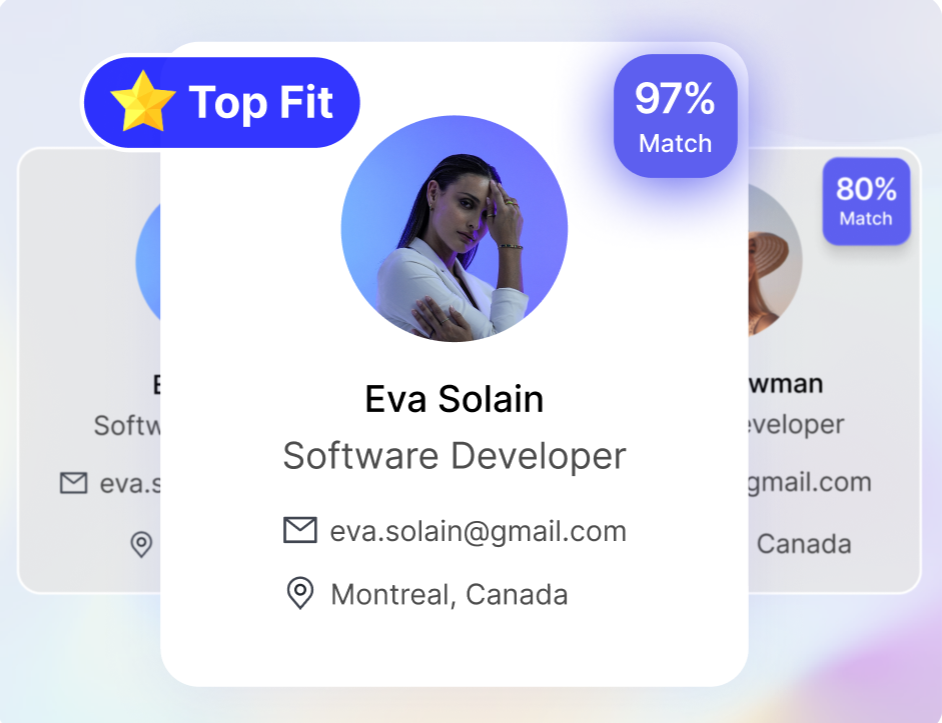 Top Fit
97%
Match
Eva Solain
Software Developer
eva.solain@gmail.com
Montreal, Canada
80%
Match
wman
eveloper
gmail.com
Canada
E
Softw
eva.s